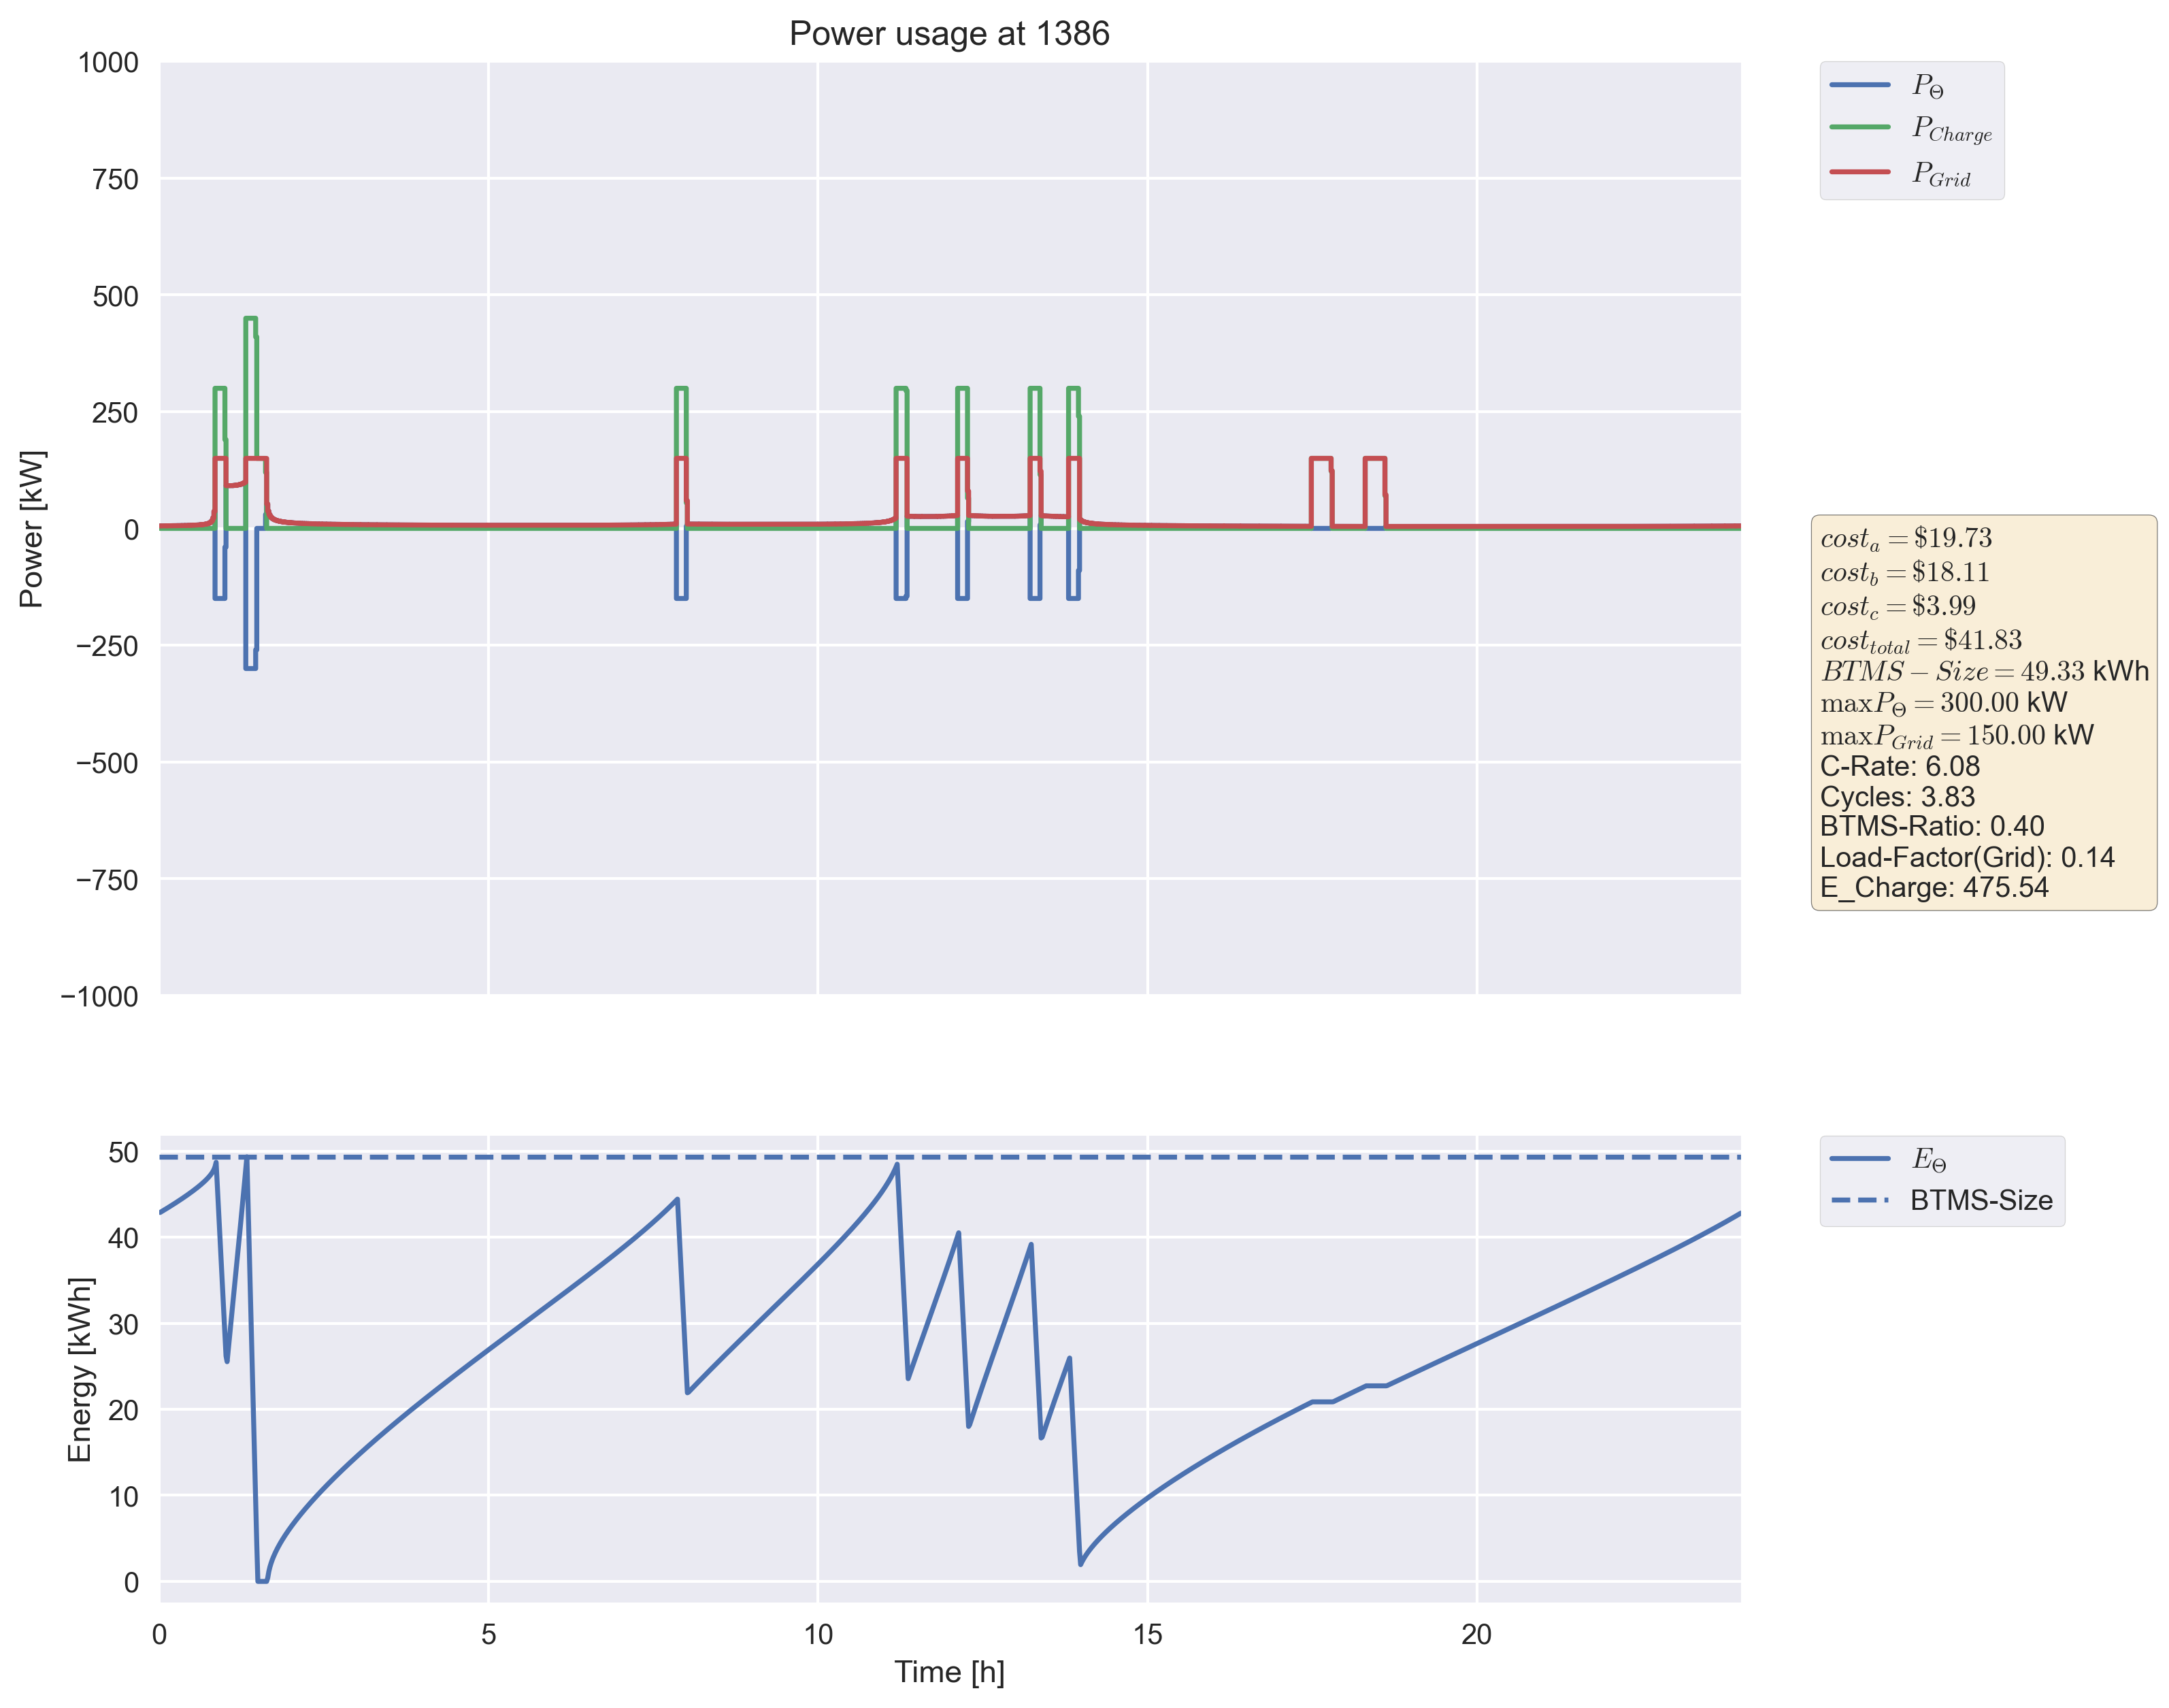 Power usage at 1386
1000
750
500
250
0
−250
−500
−750
−1000
Power [kW]
P_Θ
P_Charge
P_Grid
cost_a = $19.73
cost_b = $18.11
cost_c = $3.99
cost_total = $41.83
BTMS − Size = 49.33 kWh
maxP_Θ = 300.00 kW
maxP_Grid = 150.00 kW
C-Rate: 6.08
Cycles: 3.83
BTMS-Ratio: 0.40
Load-Factor(Grid): 0.14
E_Charge: 475.54
50
40
30
20
10
0
Energy [kWh]
E_Θ
BTMS-Size
0 5 10 15 20
Time [h]